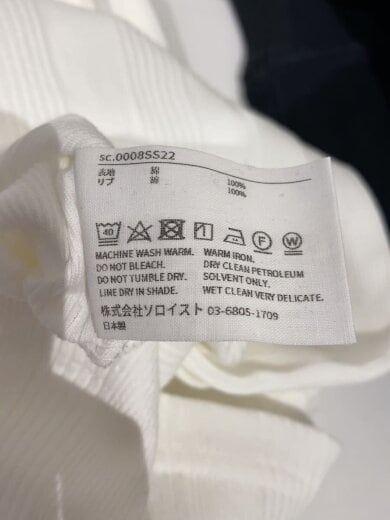 sc.0008SS22
表地 綿 100%
リブ 綿 100%
40 F W
MACHINE WASH WARM. WARM IRON.
DO NOT BLEACH. DRY CLEAN PETROLEUM
DO NOT TUMBLE DRY. SOLVENT ONLY.
LINE DRY IN SHADE. WET CLEAN VERY DELICATE.
株式会社ソロイスト 03-6805-1709
日本製